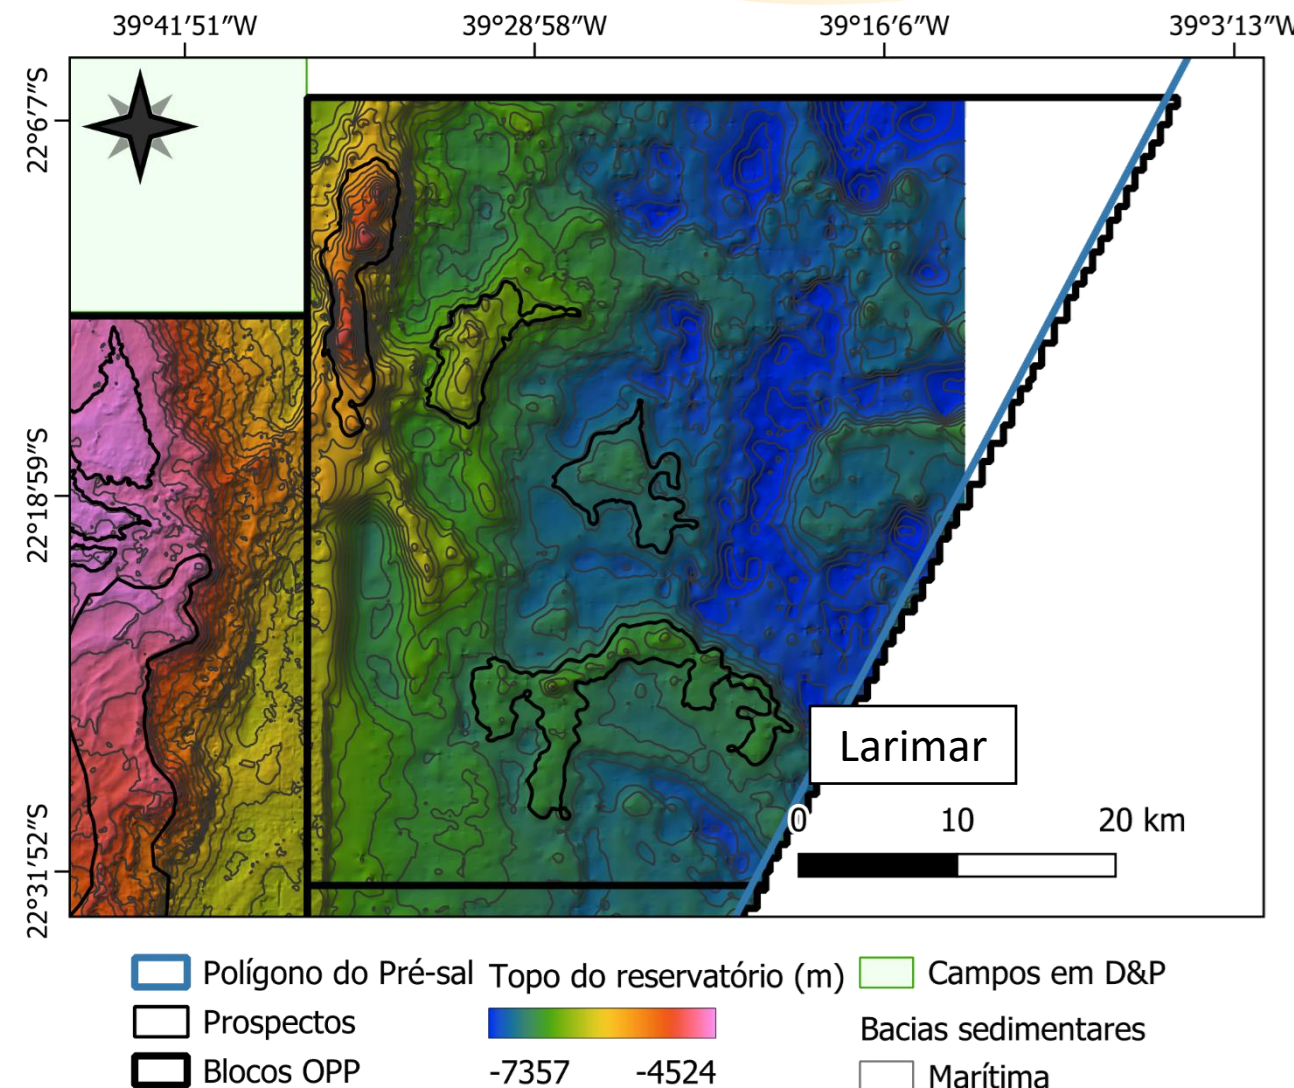 39°41′51″W 39°28′58″W 39°16′6″W 39°3′13″W
22°6′7″S
22°18′59″S
22°31′52″S
Larimar
0 10 20 km
Polígono do Pré-sal
Prospectos
Blocos OPP
Topo do reservatório (m)
-7357 -4524
Campos em D&P
Bacias sedimentares
Marítima